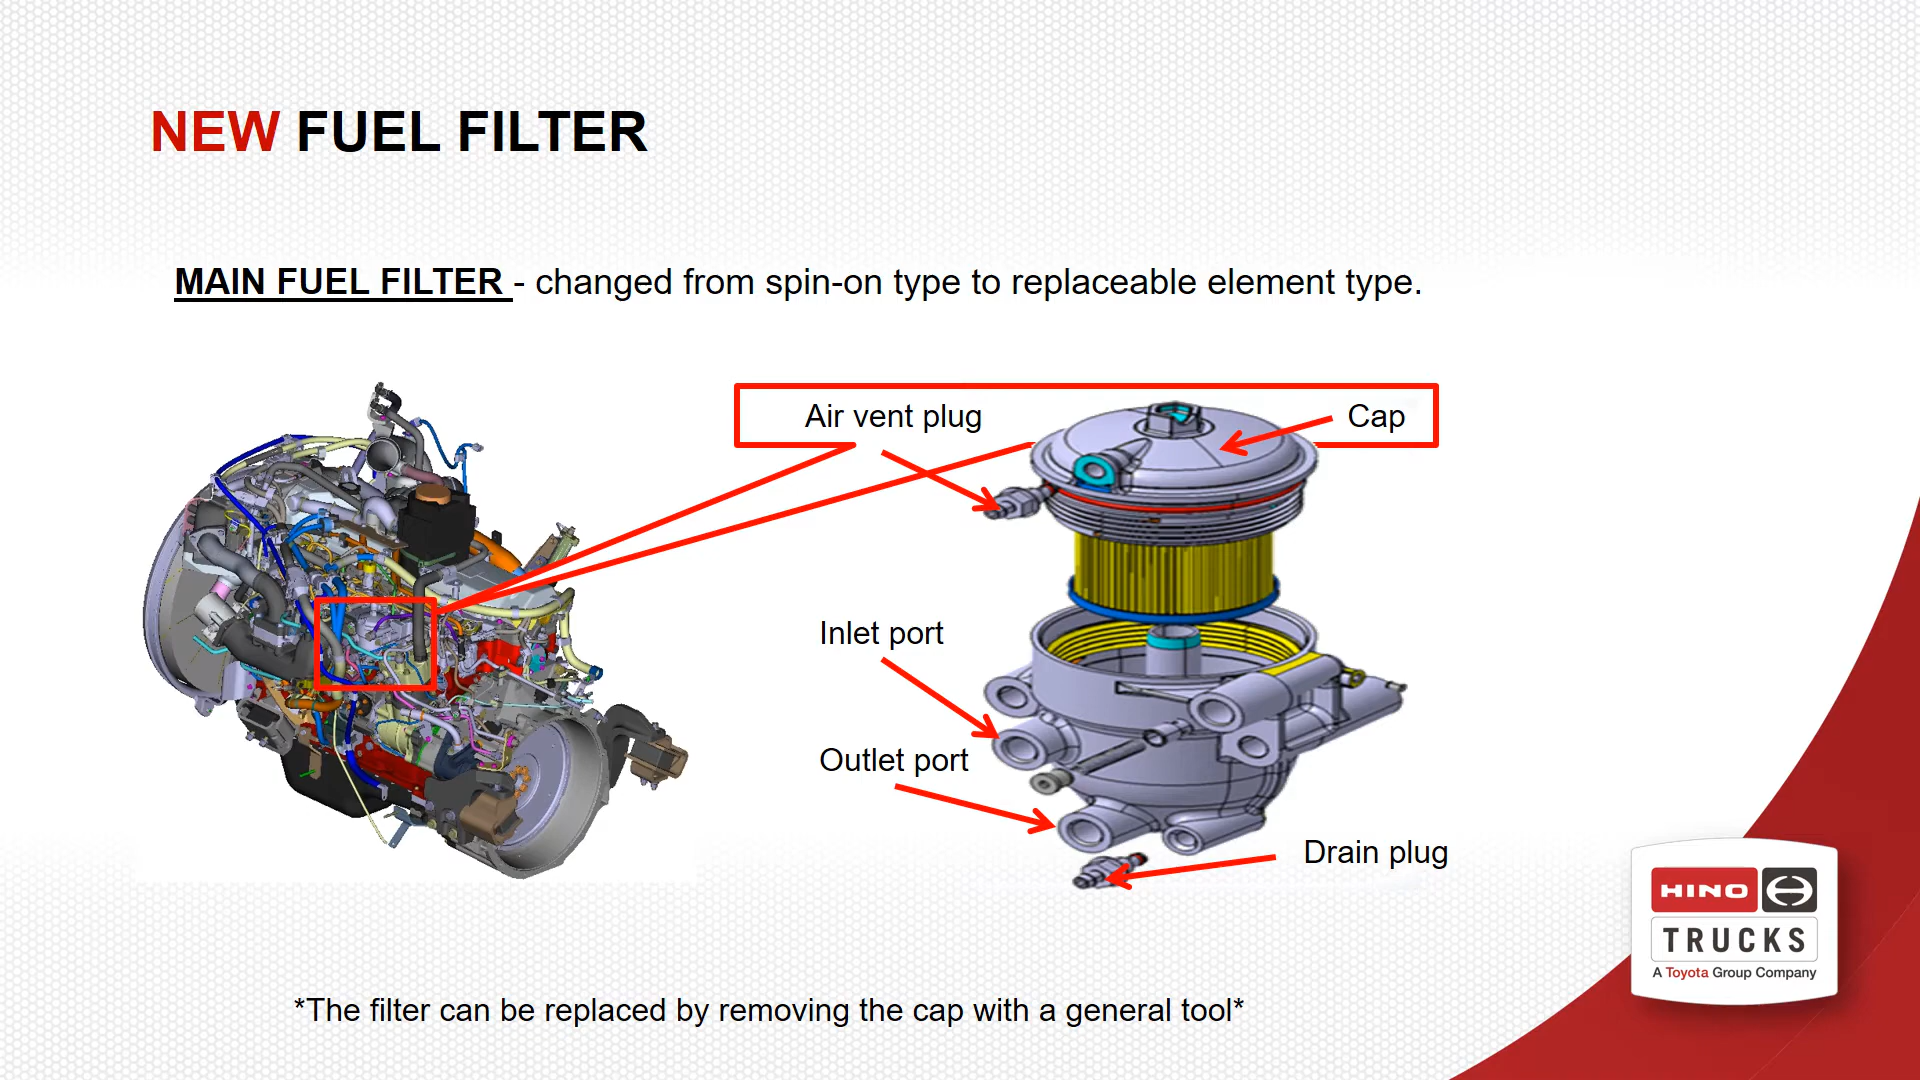 NEW FUEL FILTER
MAIN FUEL FILTER - changed from spin-on type to replaceable element type.
Air vent plug
Cap
Inlet port
Outlet port
Drain plug
HINO
TRUCKS
A Toyota Group Company
*The filter can be replaced by removing the cap with a general tool*